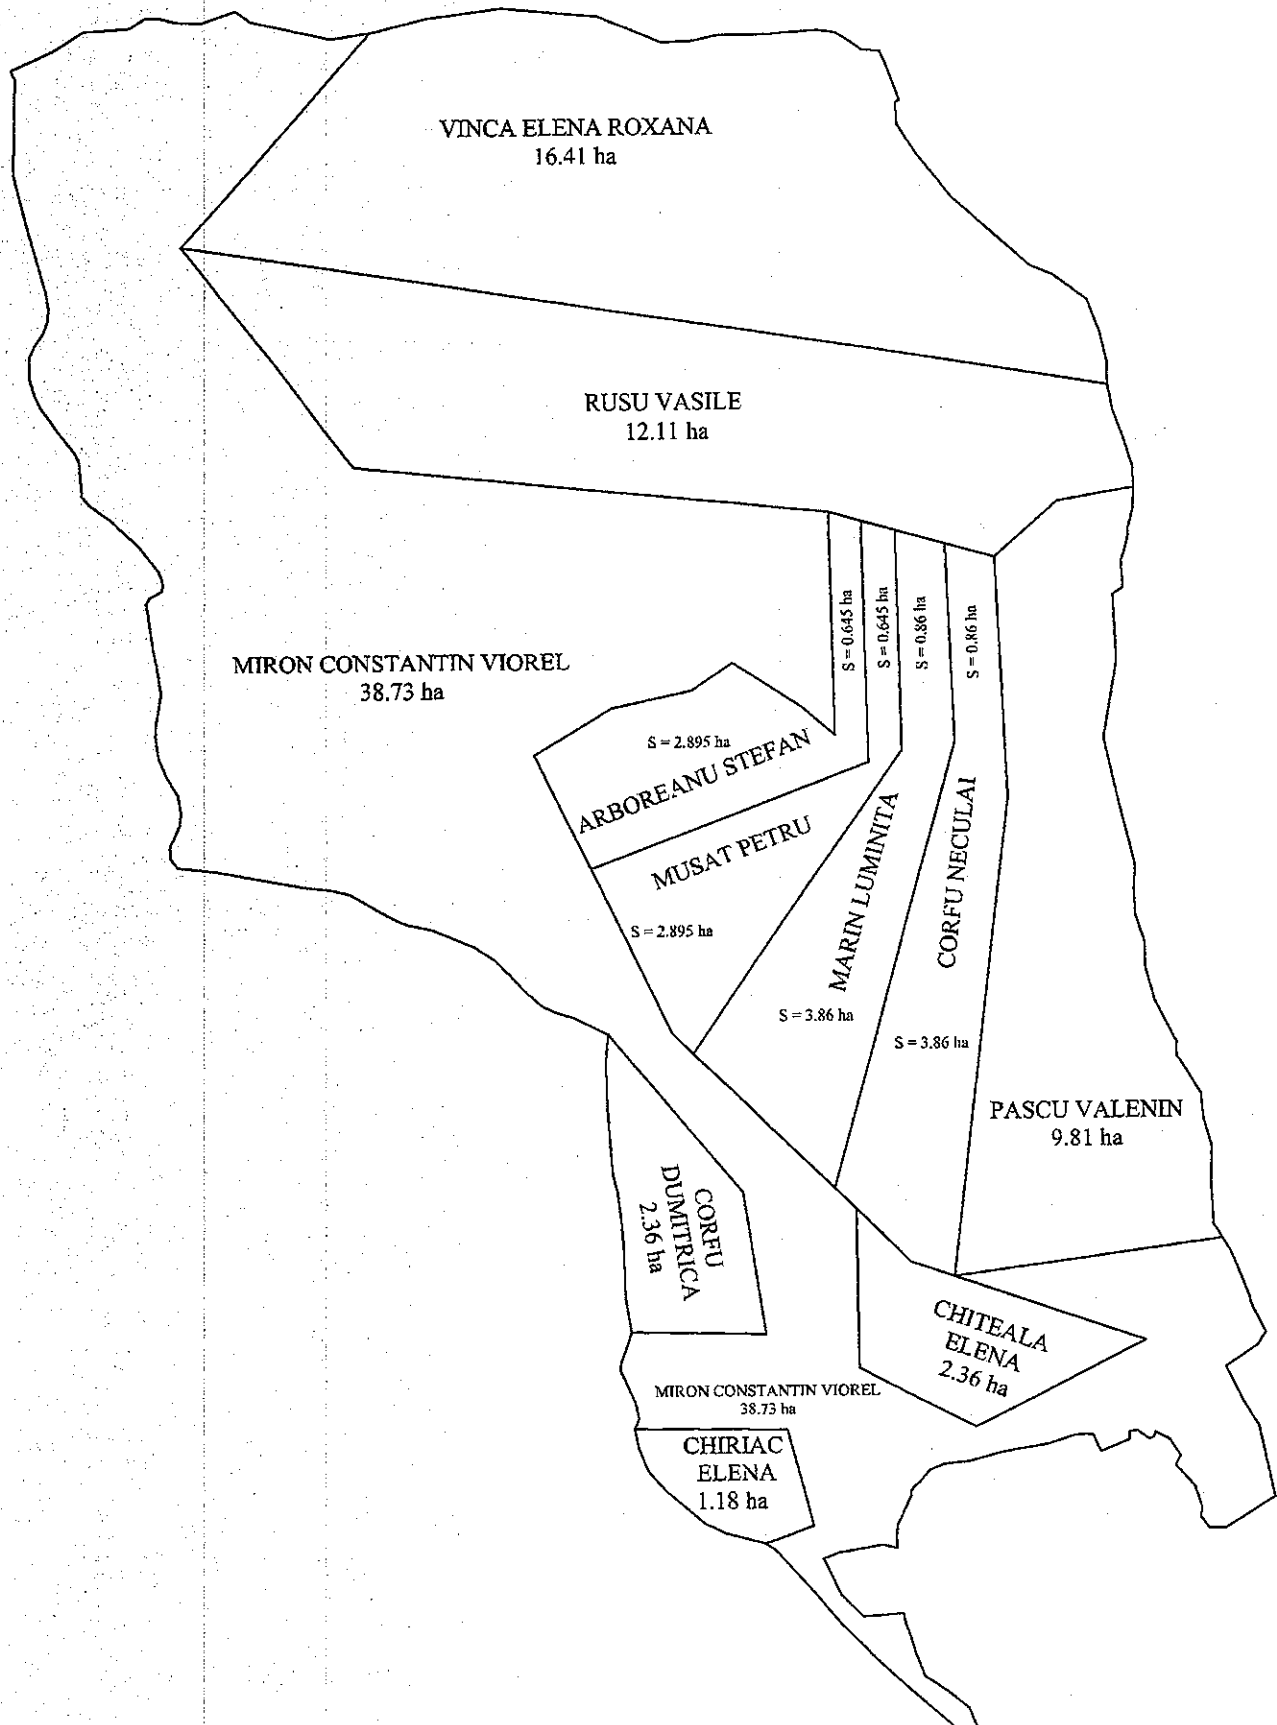 VINCA ELENA ROXANA
16.41 ha
RUSU VASILE
12.11 ha
S = 0.645 ha
S = 0.645 ha
S = 0.86 ha
S = 0.86 ha
MIRON CONSTANTIN VIOREL
38.73 ha
S = 2.895 ha
ARBOREANU STEFAN
MUSAT PETRU
S = 2.895 ha
MARIN LUMINITA
S = 3.86 ha
CORFU NECULAI
S = 3.86 ha
PASCU VALENIN
9.81 ha
CORFU
DUMITRICA
2.36 ha
CHITEALA
ELENA
2.36 ha
MIRON CONSTANTIN VIOREL
38.73 ha
CHIRIAC
ELENA
1.18 ha